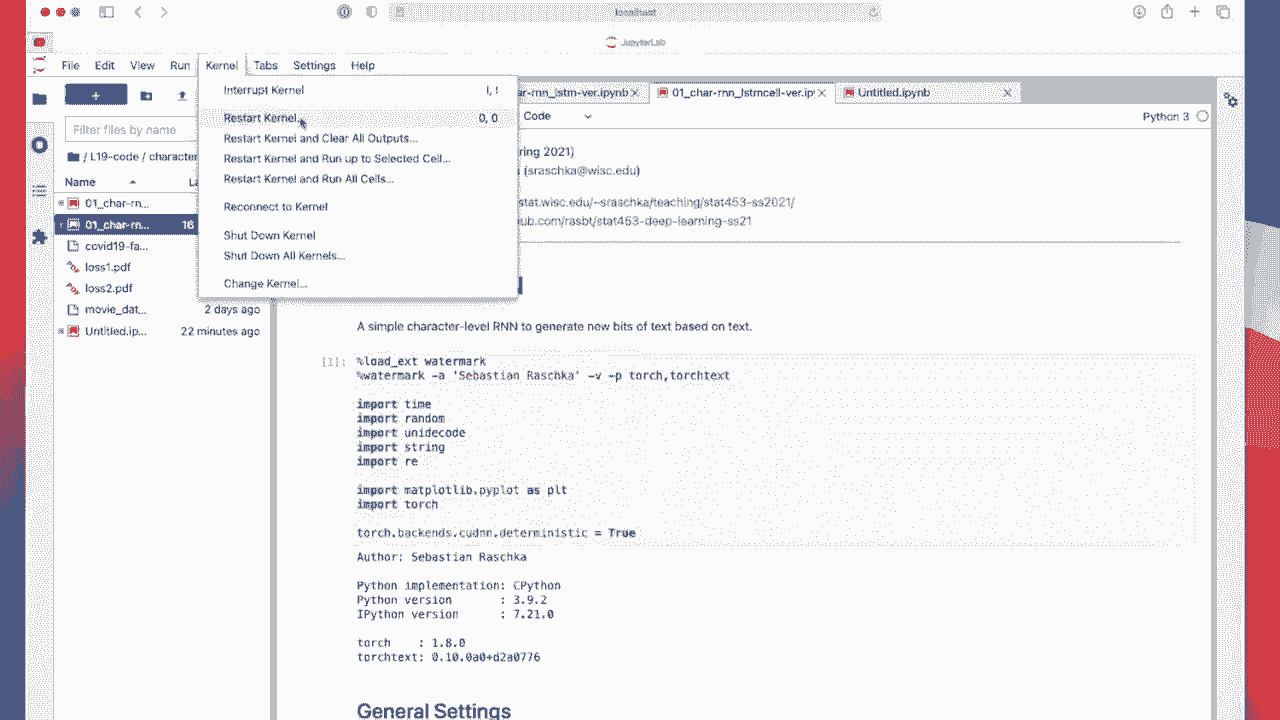 localhost
JupyterLab
File Edit View Run Kernel Tabs Settings Help
Interrupt Kernel I, I
Restart Kernel... 0, 0
Restart Kernel and Clear All Outputs...
Restart Kernel and Run up to Selected Cell...
Restart Kernel and Run All Cells...
Reconnect to Kernel
Shut Down Kernel
Shut Down All Kernels...
Change Kernel...
+
Filter files by name
/ L19-code / character
Name La
01_char-rn...
01_char-rn... 16
covid19-fa...
loss1.pdf
loss2.pdf
movie_dat... 2 days ago
Untitled.ip... 22 minutes ago
ar-rnn_lstm-ver.ipynb
01_char-rnn_lstmcell-ver.ip
Untitled.ipynb
Code
Python 3
ring 2021)
(sraschka@wisc.edu)
stat.wisc.edu/~sraschka/teaching/stat453-ss2021/
ub.com/rasbt/stat453-deep-learning-ss21
A simple character-level RNN to generate new bits of text based on text.
[1]:
%load_ext watermark
%watermark -a 'Sebastian Raschka' -v -p torch,torchtext
import time
import random
import unidecode
import string
import re
import matplotlib.pyplot as plt
import torch
torch.backends.cudnn.deterministic = True
Author: Sebastian Raschka
Python implementation: CPython
Python version : 3.9.2
IPython version : 7.21.0
torch : 1.8.0
torchtext: 0.10.0a0+d2a0776
General Settings